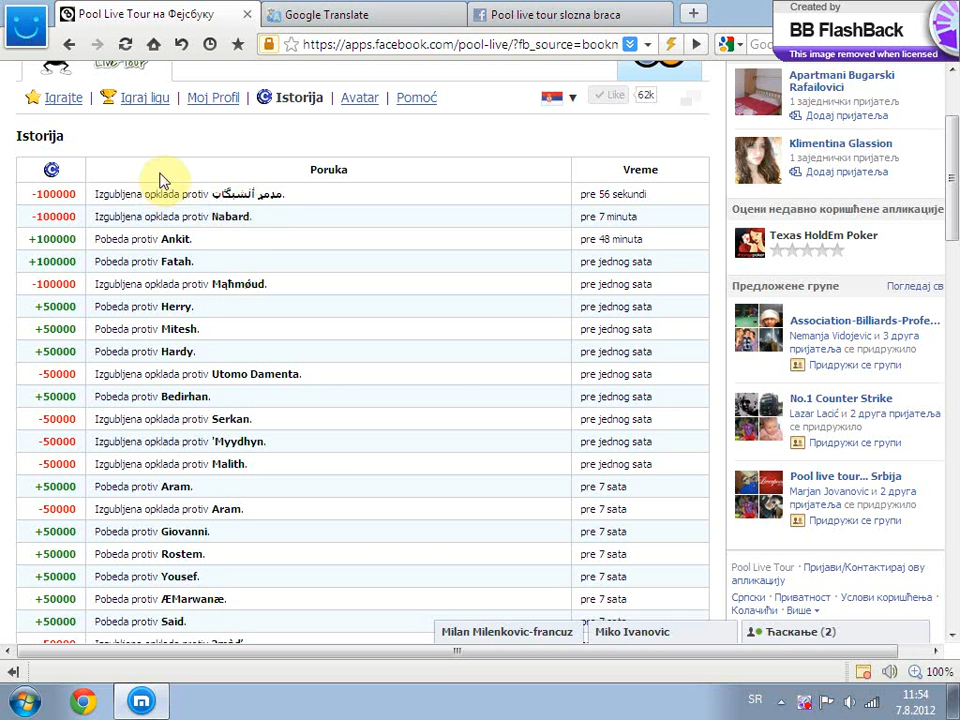 Pool Live Tour на Фејсбуку
Google Translate
Pool live tour slozna braca
Created by
BB FlashBack
This image removed when licensed
https://apps.facebook.com/pool-live/?fb_source=bookm
Goo
Igrajte | Igraj ligu | Moj Profil | Istorija Avatar | Pomoć
Like 62k
Istorija
Poruka Vreme
-100000 Izgubljena opklada protiv pre 56 sekundi
-100000 Izgubljena opklada protiv Nabard. pre 7 minuta
+100000 Pobeda protiv Ankit. pre 48 minuta
+100000 Pobeda protiv Fatah. pre jednog sata
-100000 Izgubljena opklada protiv Mąħmøud. pre jednog sata
+50000 Pobeda protiv Herry. pre jednog sata
+50000 Pobeda protiv Mitesh. pre jednog sata
+50000 Pobeda protiv Hardy. pre jednog sata
-50000 Izgubljena opklada protiv Utomo Damenta. pre jednog sata
+50000 Pobeda protiv Bedirhan. pre jednog sata
-50000 Izgubljena opklada protiv Serkan. pre jednog sata
-50000 Izgubljena opklada protiv 'Myydhyn. pre jednog sata
-50000 Izgubljena opklada protiv Malith. pre jednog sata
+50000 Pobeda protiv Aram. pre 7 sata
-50000 Izgubljena opklada protiv Aram. pre 7 sata
+50000 Pobeda protiv Giovanni. pre 7 sata
+50000 Pobeda protiv Rostem. pre 7 sata
+50000 Pobeda protiv Yousef. pre 7 sata
+50000 Pobeda protiv ÆMarwanæ. pre 7 sata
+50000 Pobeda protiv Said.
Apartmani Bugarski
Rafailovici
1 заједнички пријатељ
Додај пријатеља
Klimentina Glassion
1 заједнички пријатељ
Додај пријатеља
Оцени недавно коришћене апликације
Texas HoldEm Poker
Предложене групе Погледај св
Association-Billiards-Profe...
Nemanja Vidojevic и 3 друга
пријатеља се придружило
Придружи се групи
No.1 Counter Strike
Lazar Lacić и 2 друга пријатеља
се придружило
Придружи се групи
Pool live tour... Srbija
Marjan Jovanovic и 2 друга
пријатеља се придружило
Придружи се групи
Pool Live Tour · Пријави/Контактирај ову
апликацију
Српски · Приватност · Услови коришћења ·
Колачићи · Више
Milan Milenkovic-francuz
Miko Ivanovic
Ћаскање (2)
100%
SR
11:54
7.8.2012